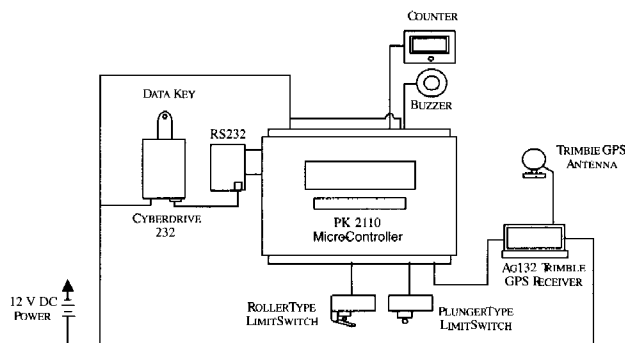 COUNTER
BUZZER
DATA KEY
RS232
TRIMBIE GPS
ANTENNA
CYBERDRIVE
232
PK 2110
MicroController
AG132 TRIMBLE
GPS RECEIVER
12 V DC
POWER
ROLLERTYPE
LIMITSWITCH
PLUNGERTYPE
LIMITSWITCH